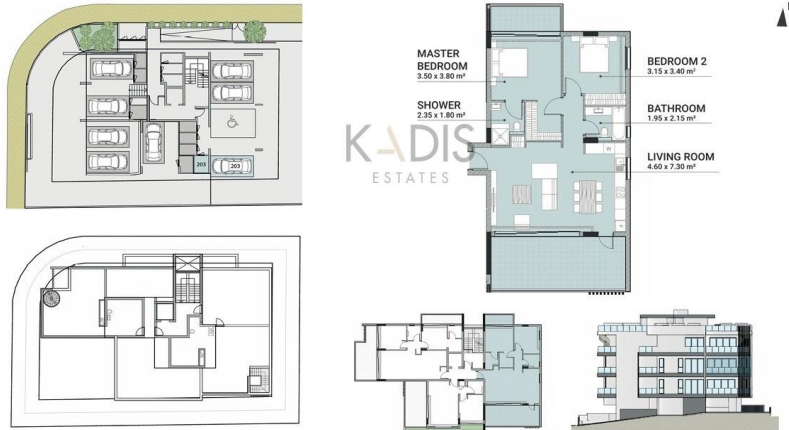 MASTER
BEDROOM
3.50 x 3.80 m²
SHOWER
2.35 x 1.80 m²
BEDROOM 2
3.15 x 3.40 m²
BATHROOM
1.95 x 2.15 m²
LIVING ROOM
4.60 x 7.30 m²
KADIS
ESTATES
203
203